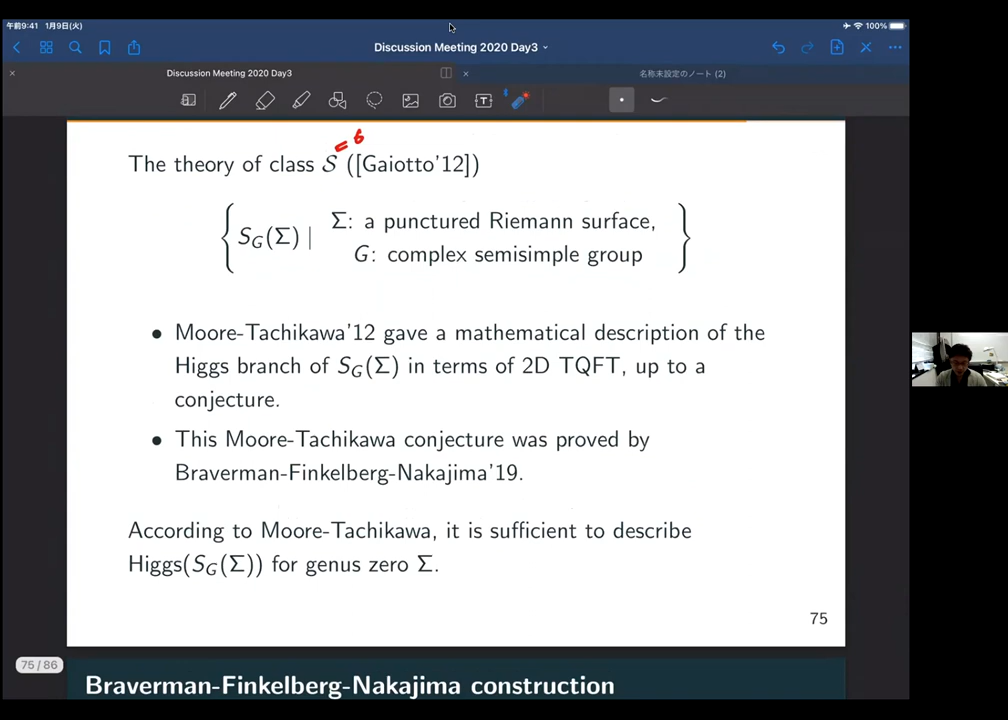 午前9:41 1月9日(火)
100%
Discussion Meeting 2020 Day3
Discussion Meeting 2020 Day3
名称未設定のノート (2)
= 6
The theory of class 𝒮 ([Gaiotto'12])
{ S_G(Σ) | Σ: a punctured Riemann surface,
G: complex semisimple group }
• Moore-Tachikawa'12 gave a mathematical description of the
Higgs branch of S_G(Σ) in terms of 2D TQFT, up to a
conjecture.
• This Moore-Tachikawa conjecture was proved by
Braverman-Finkelberg-Nakajima'19.
According to Moore-Tachikawa, it is sufficient to describe
Higgs(S_G(Σ)) for genus zero Σ.
75
75 / 86
Braverman-Finkelberg-Nakajima construction